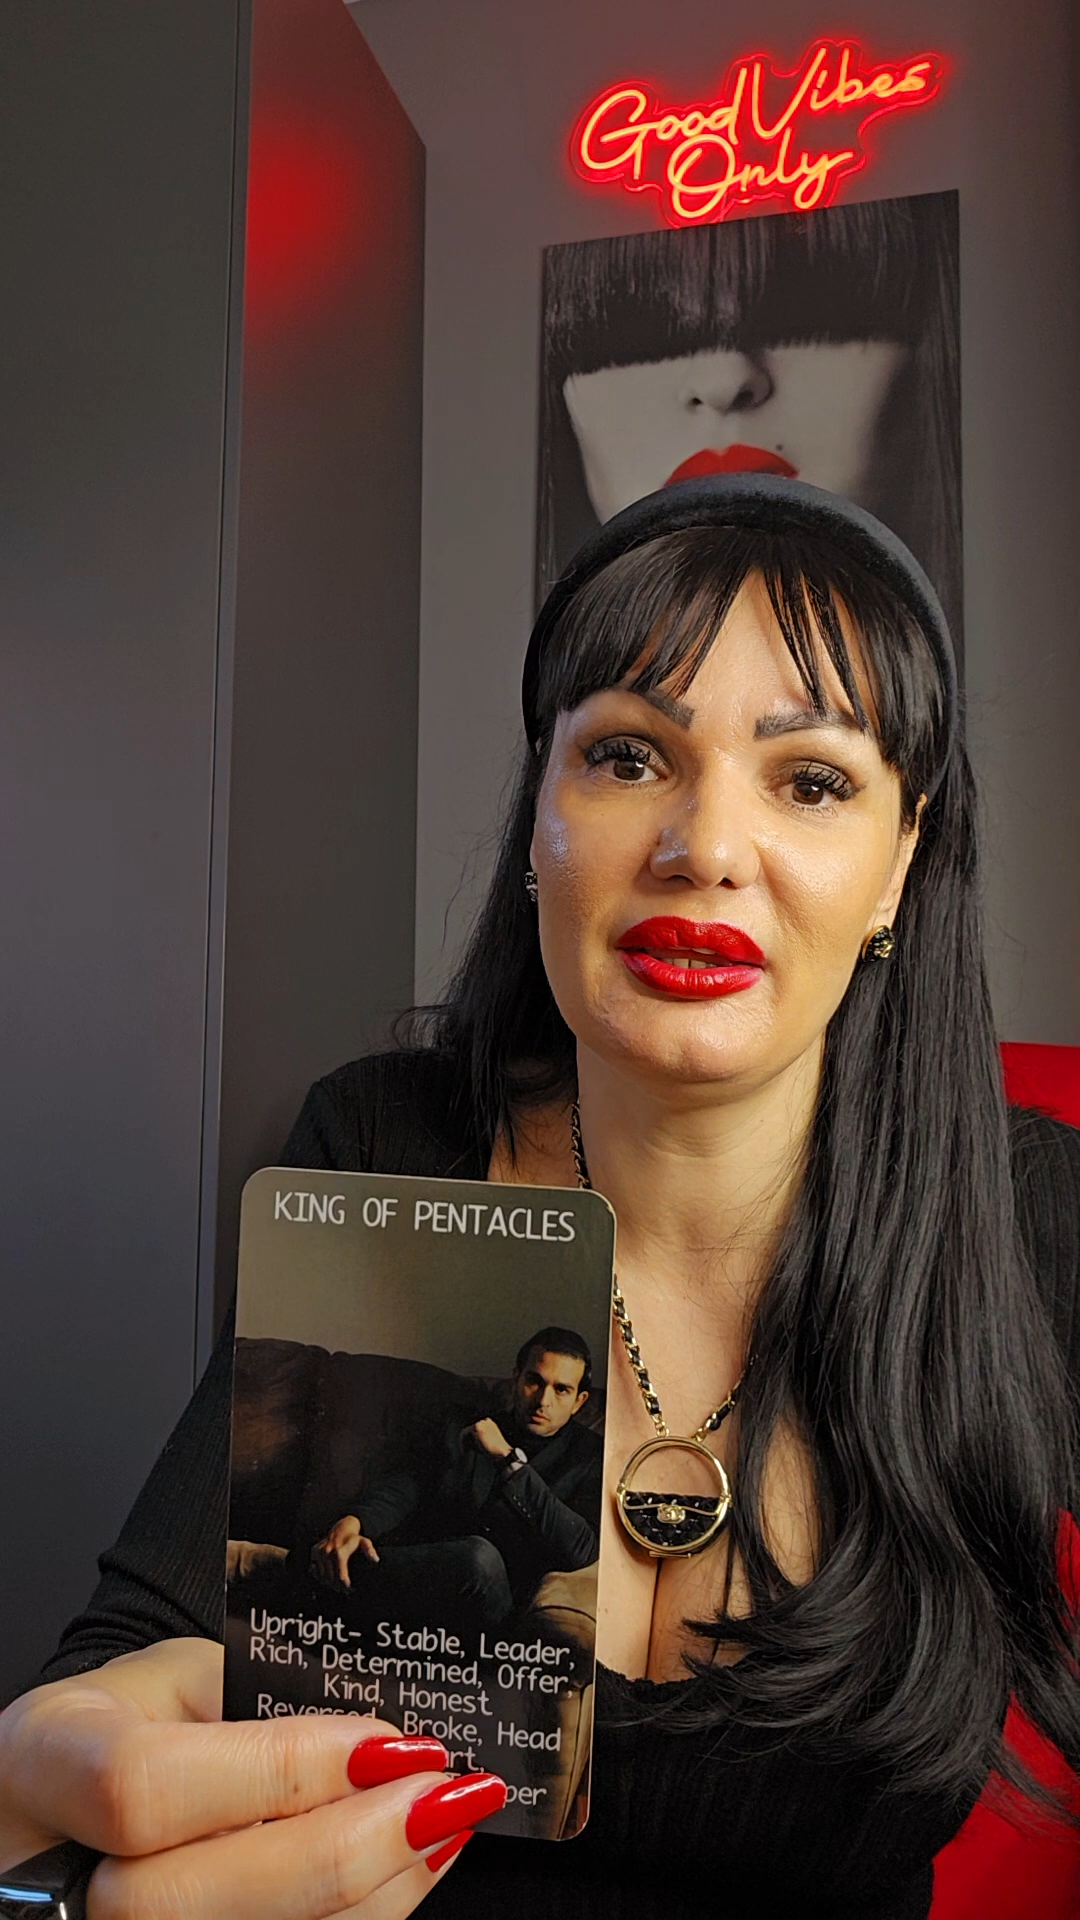 Good Vibes
Only
KING OF PENTACLES
Upright- Stable, Leader,
Rich, Determined, Offer,
Kind, Honest
Broke, Head